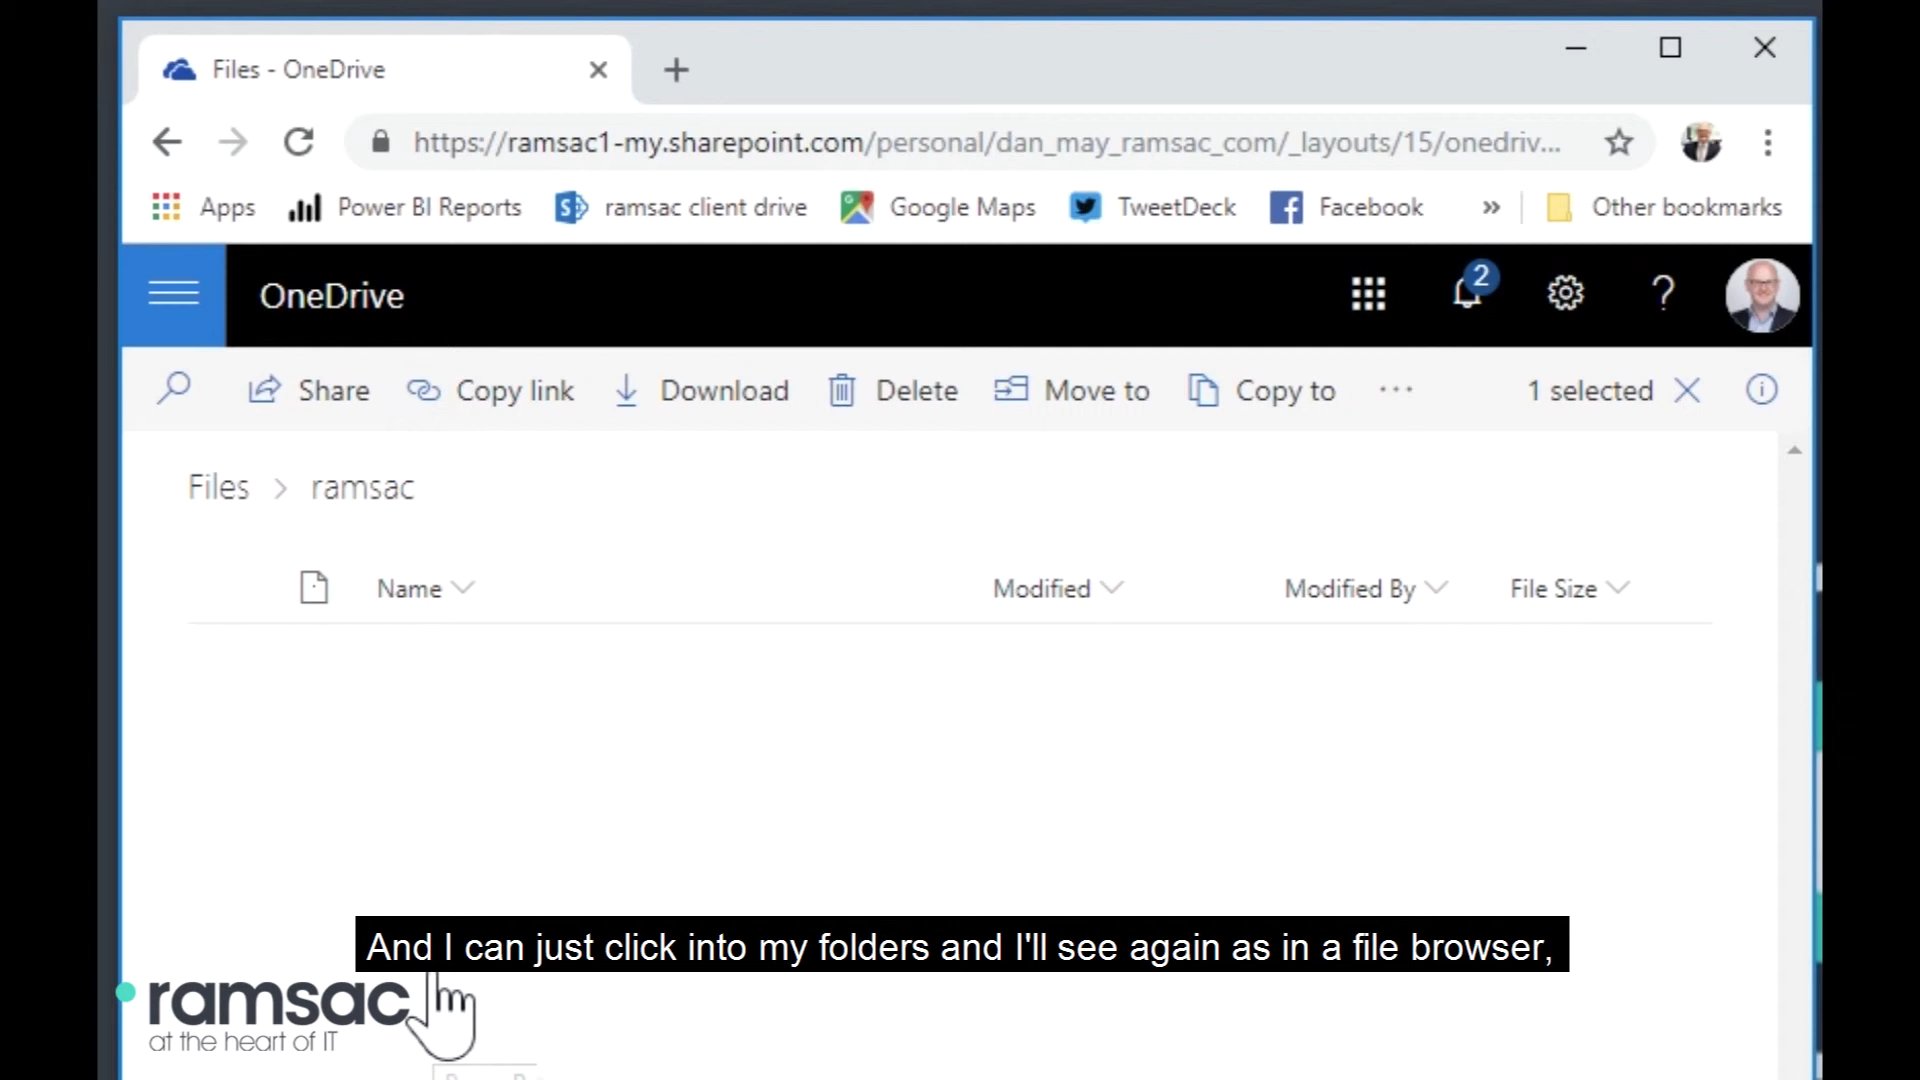 Files - OneDrive
https://ramsac1-my.sharepoint.com/personal/dan_may_ramsac_com/_layouts/15/onedriv...
Apps Power BI Reports ramsac client drive Google Maps TweetDeck Facebook » Other bookmarks
OneDrive 2 ?
Share Copy link Download Delete Move to Copy to ... 1 selected
Files > ramsac
Name Modified Modified By File Size
And I can just click into my folders and I'll see again as in a file browser,
ramsac
at the heart of IT